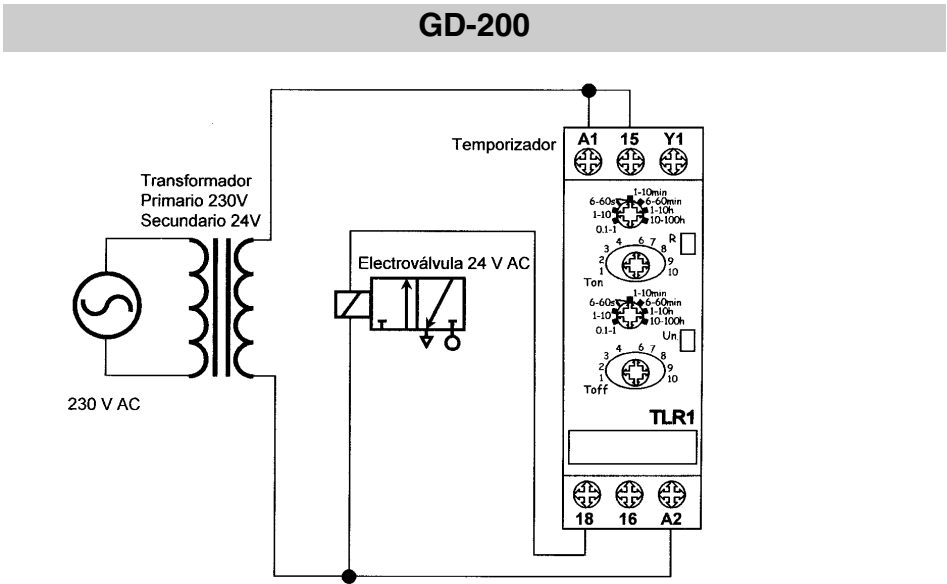 GD-200
Temporizador
A1 15 Y1
Transformador
Primario 230V
Secundario 24V
1-10min
6-60s 6-60min
1-10 1-10h
0.1-1 10-100h
R
1 2 3 4 6 7 8 9 10
Ton
Electroválvula 24 V AC
1-10min
6-60s 6-60min
1-10 1-10h
0.1-1 10-100h
Un.
1 2 3 4 6 7 8 9 10
Toff
230 V AC
TLR1
18 16 A2